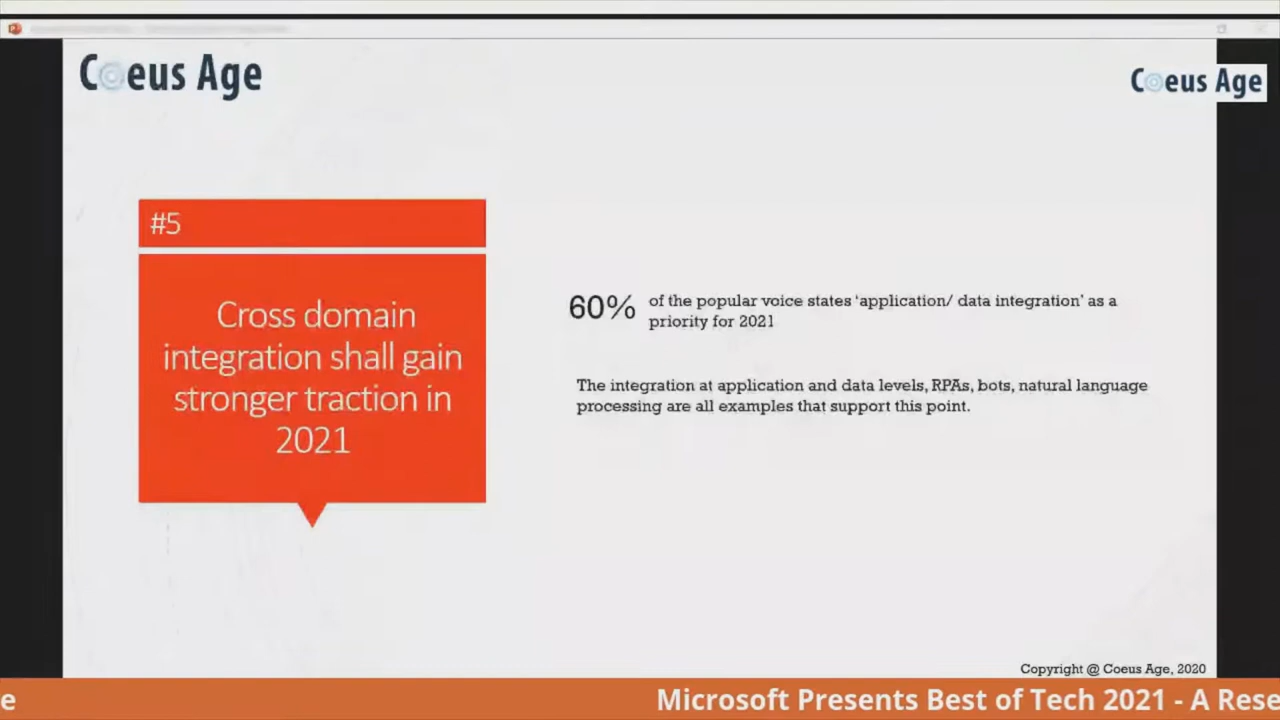 Coeus Age
Coeus Age
#5
Cross domain
integration shall gain
stronger traction in
2021
60% of the popular voice states ‘application/ data integration’ as a
priority for 2021
The integration at application and data levels, RPAs, bots, natural language
processing are all examples that support this point.
Copyright @ Coeus Age, 2020
e
Microsoft Presents Best of Tech 2021 - A Rese